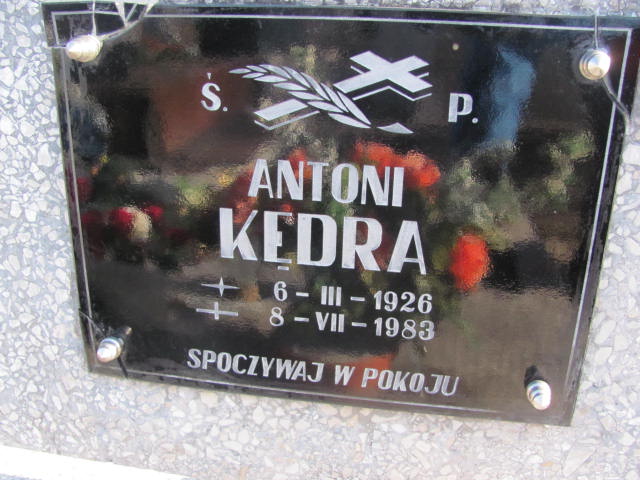 Ś. P.
ANTONI
KĘDRA
6-III-1926
8-VII-1983
SPOCZYWAJ W POKOJU